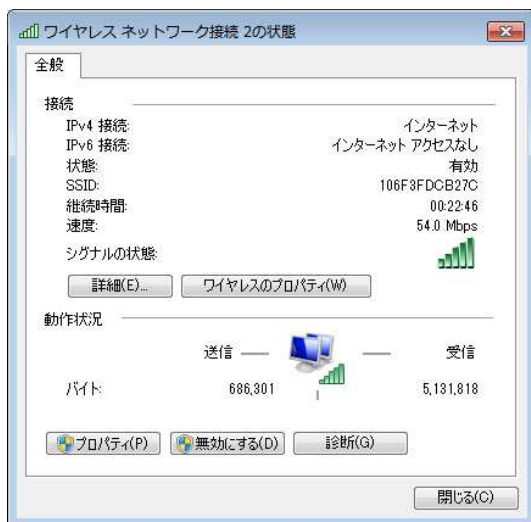 ワイヤレス ネットワーク接続 2の状態
全般
接続
IPv4 接続: インターネット
IPv6 接続: インターネット アクセスなし
状態: 有効
SSID: 106F3FDCB27C
継続時間: 00:22:46
速度: 54.0 Mbps
シグナルの状態:
詳細(E)... ワイヤレスのプロパティ(W)
動作状況
送信 受信
バイト: 686,301 5,131,818
プロパティ(P) 無効にする(D) 診断(G)
閉じる(C)